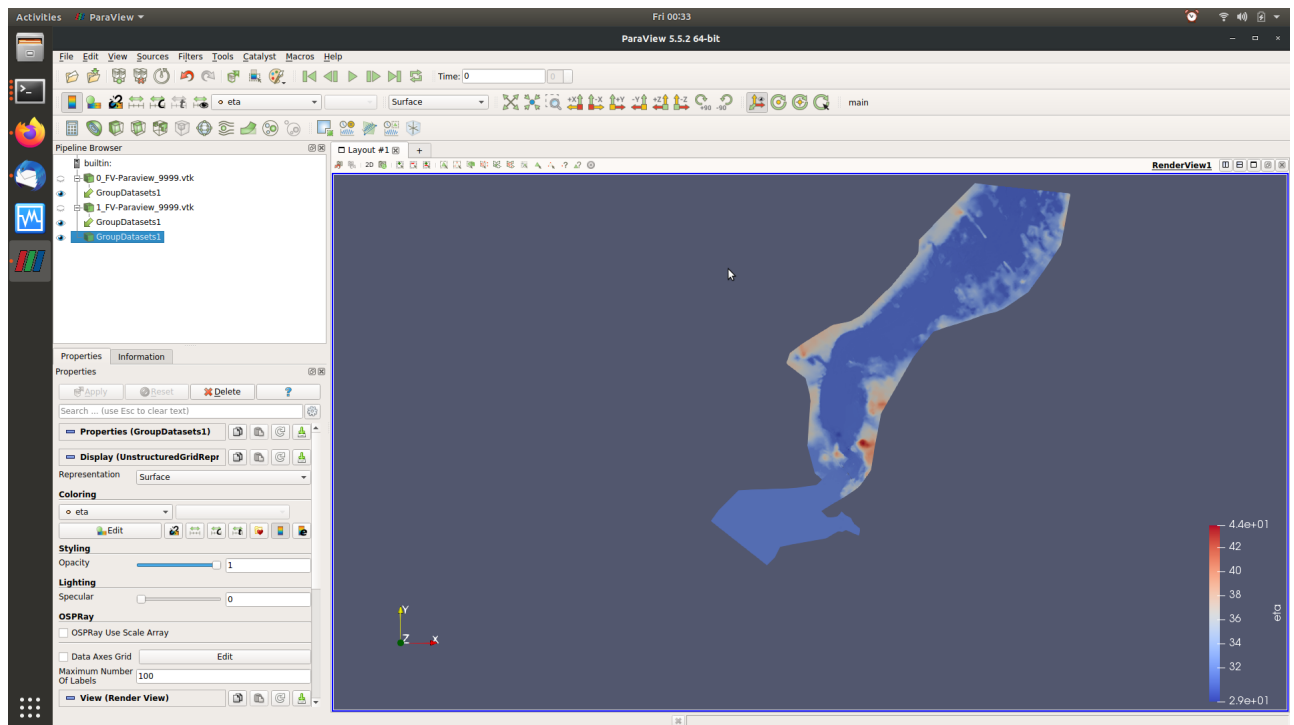 Activities ParaView Fri 00:33
ParaView 5.5.2 64-bit
File Edit View Sources Filters Tools Catalyst Macros Help
Time: 0 0
eta Surface +X -X +Y -Y +Z -Z +90 -90 main
Pipeline Browser
builtin:
0_FV-Paraview_9999.vtk
GroupDatasets1
1_FV-Paraview_9999.vtk
GroupDatasets1
GroupDatasets1
Layout #1 +
2D RenderView1
Properties Information
Properties
Apply Reset Delete ?
Search ... (use Esc to clear text)
Properties (GroupDatasets1)
Display (UnstructuredGridRepr
Representation Surface
Coloring
eta
Edit
Styling
Opacity 1
Lighting
Specular 0
OSPRay
OSPRay Use Scale Array
Data Axes Grid Edit
Maximum Number
Of Labels 100
View (Render View)
Y
Z X
4.4e+01
42
40
38
36
34
32
2.9e+01
eta